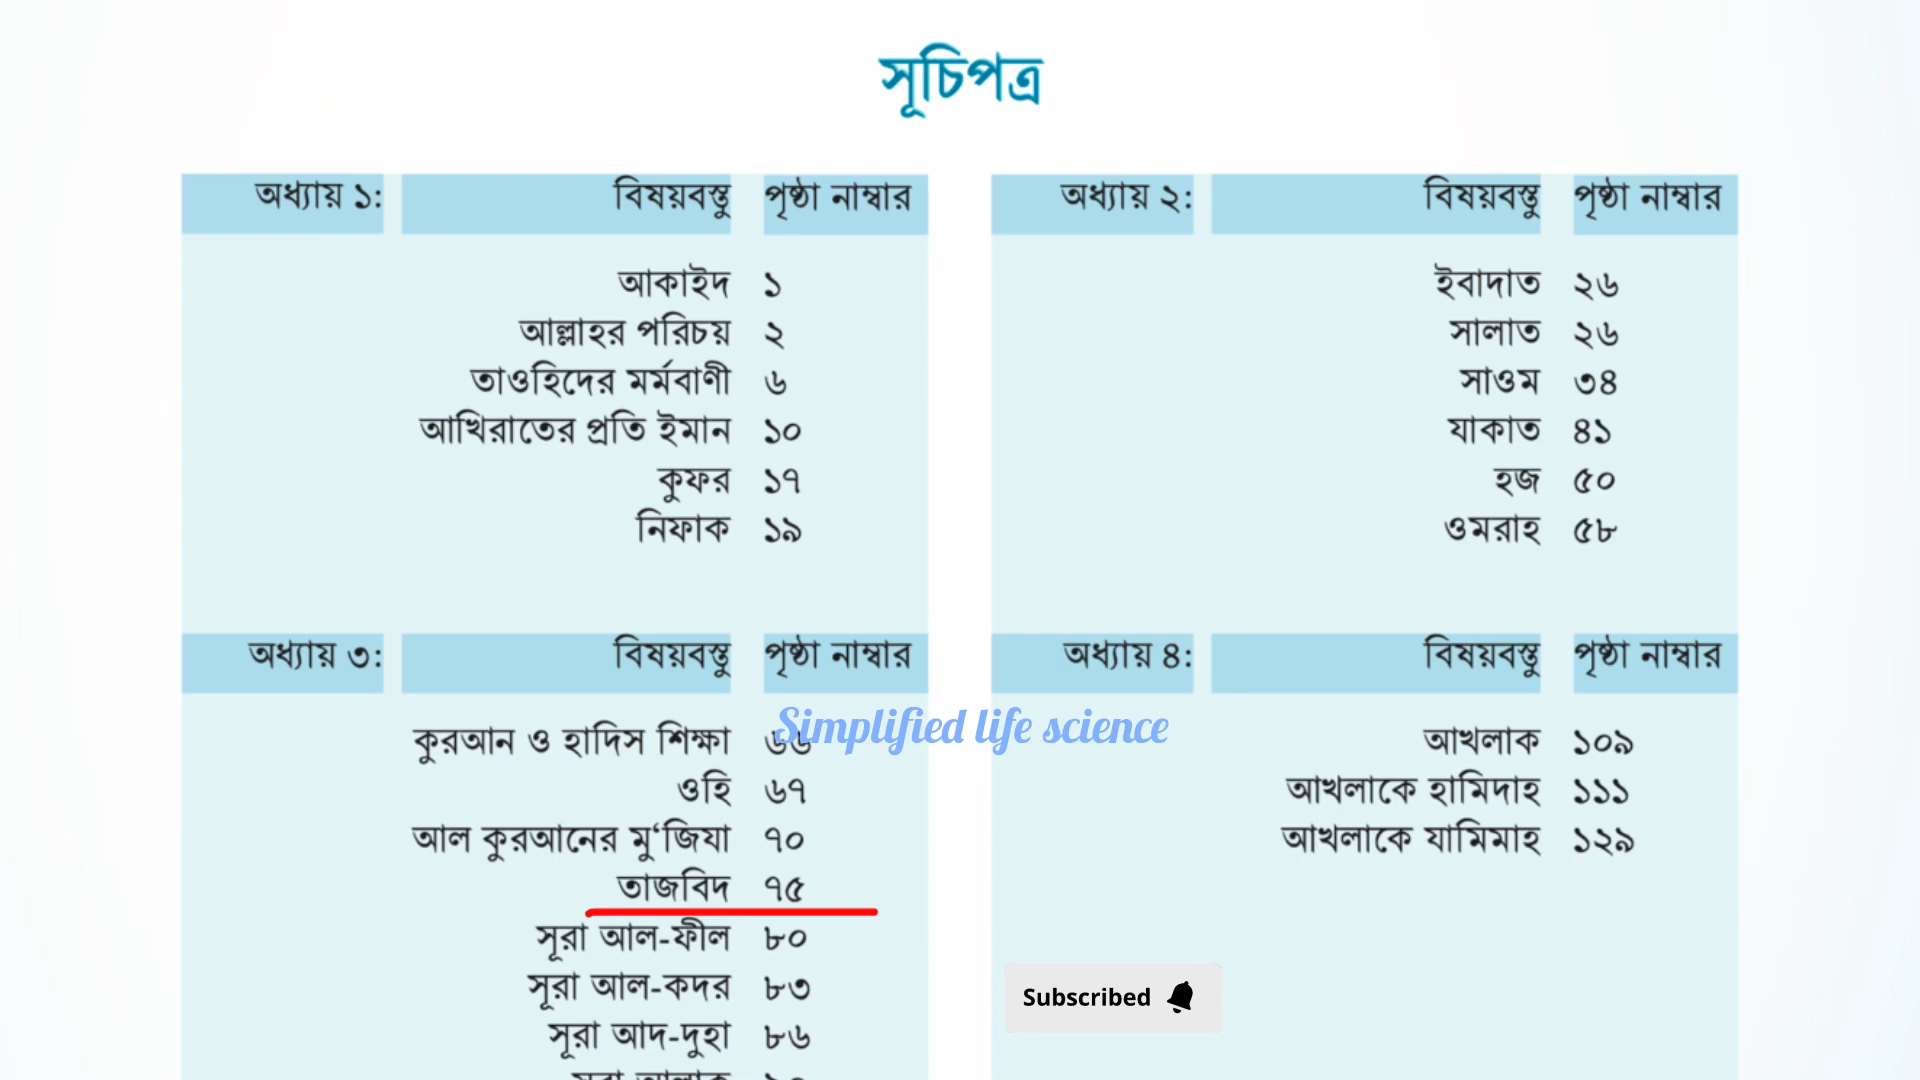 সূচিপত্র
অধ্যায় ১: বিষয়বস্তু পৃষ্ঠা নাম্বার
আকাইদ ১
আল্লাহর পরিচয় ২
তাওহিদের মর্মবাণী ৬
আখিরাতের প্রতি ইমান ১০
কুফর ১৭
নিফাক ১৯
অধ্যায় ২: বিষয়বস্তু পৃষ্ঠা নাম্বার
ইবাদাত ২৬
সালাত ২৬
সাওম ৩৪
যাকাত ৪১
হজ ৫০
ওমরাহ ৫৮
অধ্যায় ৩: বিষয়বস্তু পৃষ্ঠা নাম্বার
কুরআন ও হাদিস শিক্ষা ৬৬
ওহি ৬৭
আল কুরআনের মু‘জিযা ৭০
তাজবিদ ৭৫
সূরা আল-ফীল ৮০
সূরা আল-কদর ৮৩
সূরা আদ-দুহা ৮৬
অধ্যায় ৪: বিষয়বস্তু পৃষ্ঠা নাম্বার
আখলাক ১০৯
আখলাকে হামিদাহ ১১১
আখলাকে যামিমাহ ১২৯
Simplified life science
Subscribed